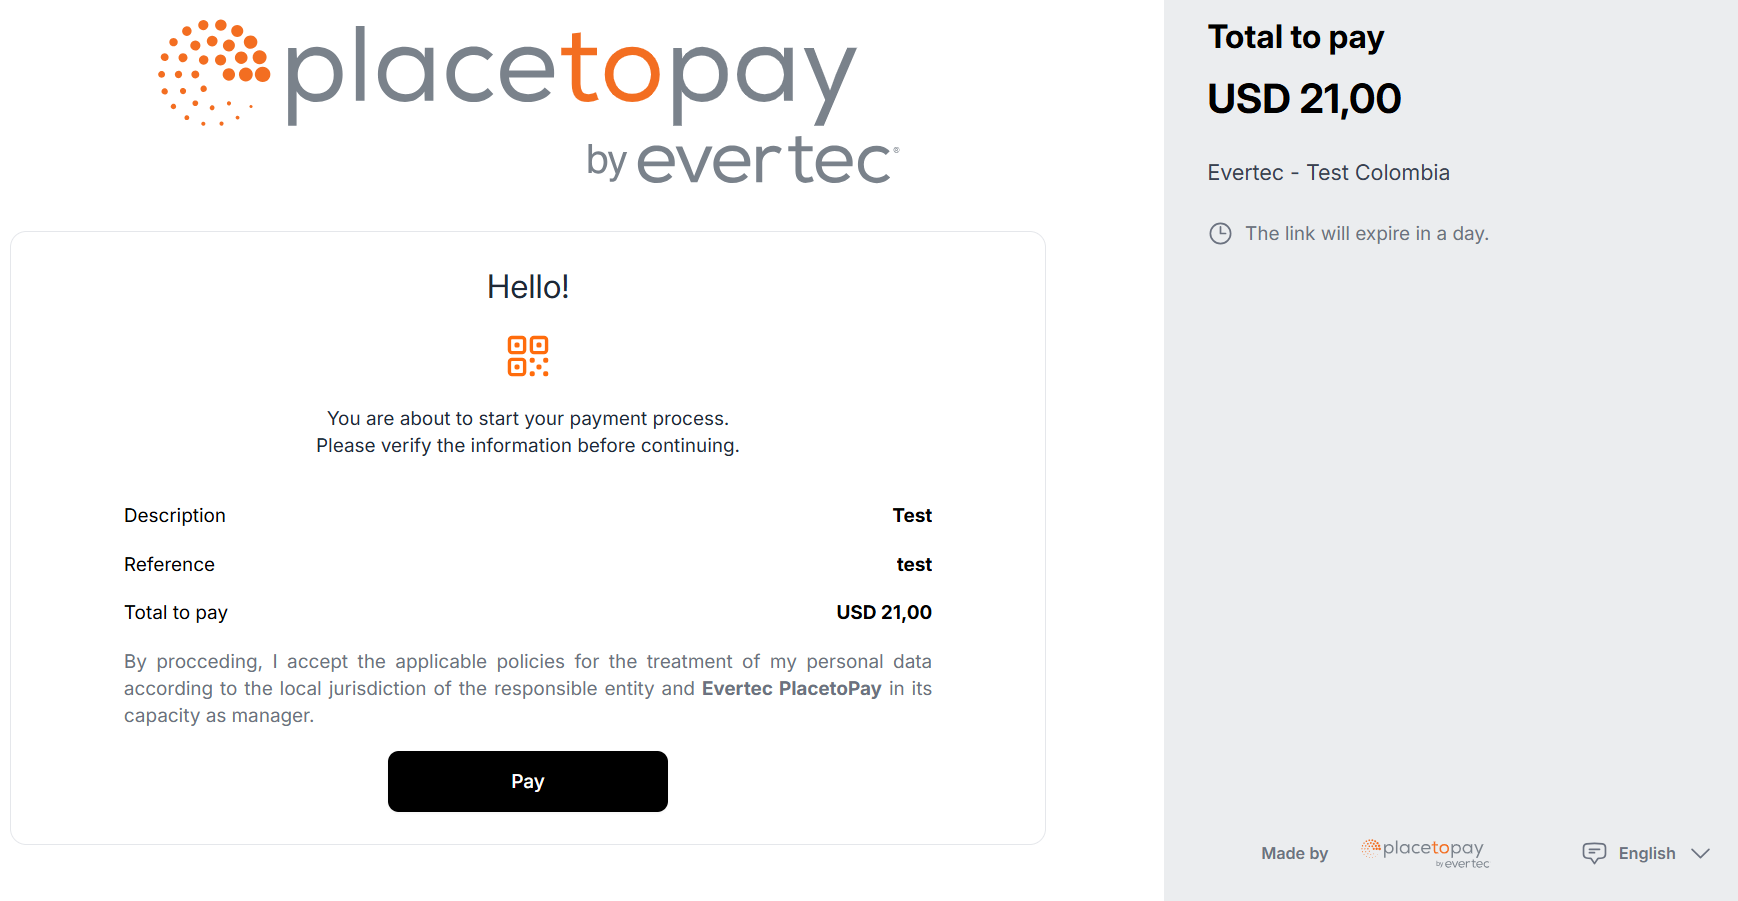 placetopay
by evertec®
Hello!
You are about to start your payment process.
Please verify the information before continuing.
Description Test
Reference test
Total to pay USD 21,00
By procceding, I accept the applicable policies for the treatment of my personal data
according to the local jurisdiction of the responsible entity and Evertec PlacetoPay in its
capacity as manager.
Pay
Total to pay
USD 21,00
Evertec - Test Colombia
The link will expire in a day.
Made by placetopay by evertec English